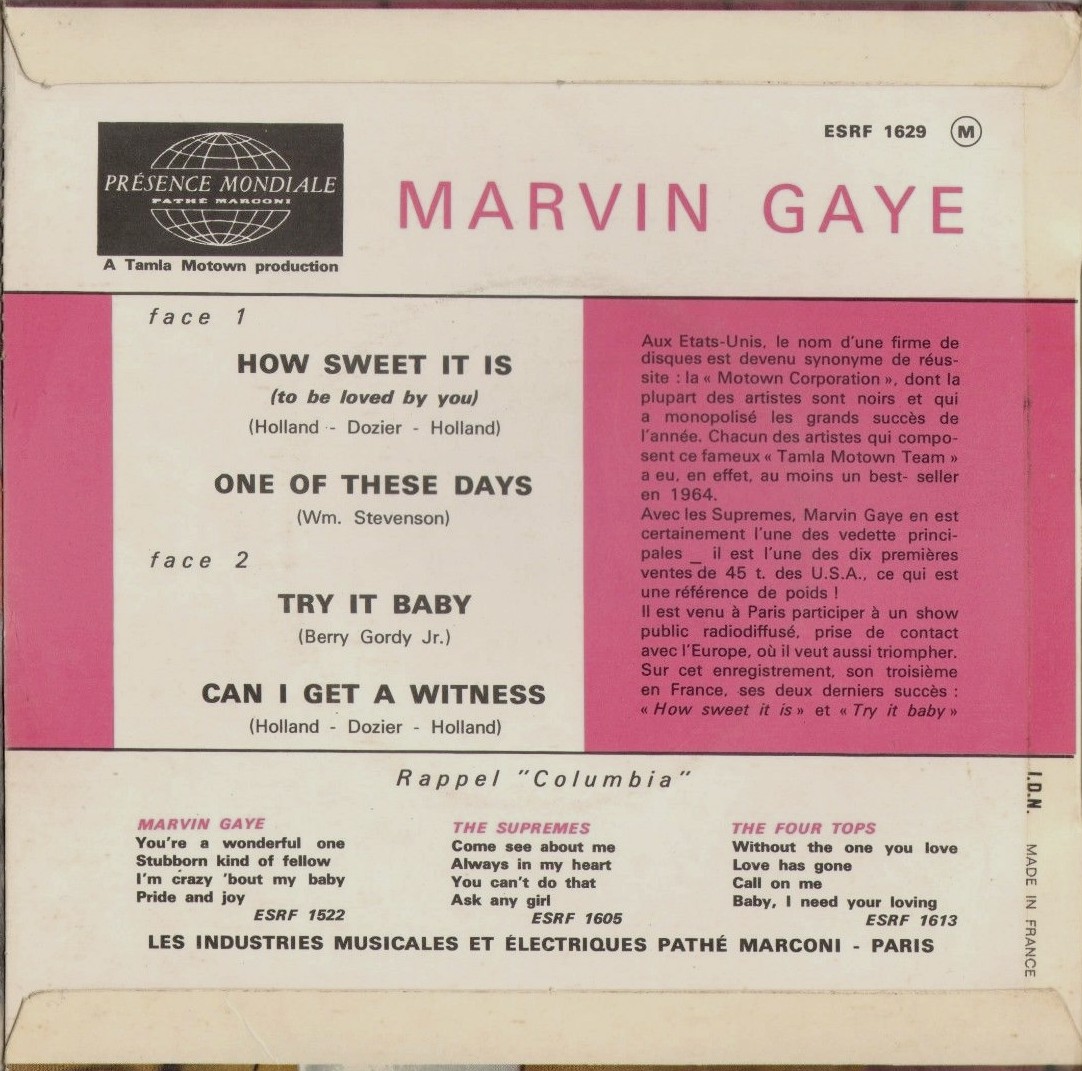 ESRF 1629 M
PRÉSENCE MONDIALE
PATHÉ MARCONI
A Tamla Motown production
MARVIN GAYE
face 1
HOW SWEET IT IS
(to be loved by you)
(Holland - Dozier - Holland)
ONE OF THESE DAYS
(Wm. Stevenson)
face 2
TRY IT BABY
(Berry Gordy Jr.)
CAN I GET A WITNESS
(Holland - Dozier - Holland)
Aux Etats-Unis, le nom d'une firme de
disques est devenu synonyme de réus-
site : la « Motown Corporation », dont la
plupart des artistes sont noirs et qui
a monopolisé les grands succès de
l'année. Chacun des artistes qui compo-
sent ce fameux « Tamla Motown Team »
a eu, en effet, au moins un best- seller
en 1964.
Avec les Supremes, Marvin Gaye en est
certainement l'une des vedette princi-
pales _ il est l'une des dix premières
ventes de 45 t. des U.S.A., ce qui est
une référence de poids !
Il est venu à Paris participer à un show
public radiodiffusé, prise de contact
avec l'Europe, où il veut aussi triompher.
Sur cet enregistrement, son troisième
en France, ses deux derniers succès :
« How sweet it is » et « Try it baby »
Rappel "Columbia"
MARVIN GAYE
You're a wonderful one
Stubborn kind of fellow
I'm crazy 'bout my baby
Pride and joy
ESRF 1522
THE SUPREMES
Come see about me
Always in my heart
You can't do that
Ask any girl
ESRF 1605
THE FOUR TOPS
Without the one you love
Love has gone
Call on me
Baby, I need your loving
ESRF 1613
LES INDUSTRIES MUSICALES ET ÉLECTRIQUES PATHÉ MARCONI - PARIS
I.D.N. MADE IN FRANCE